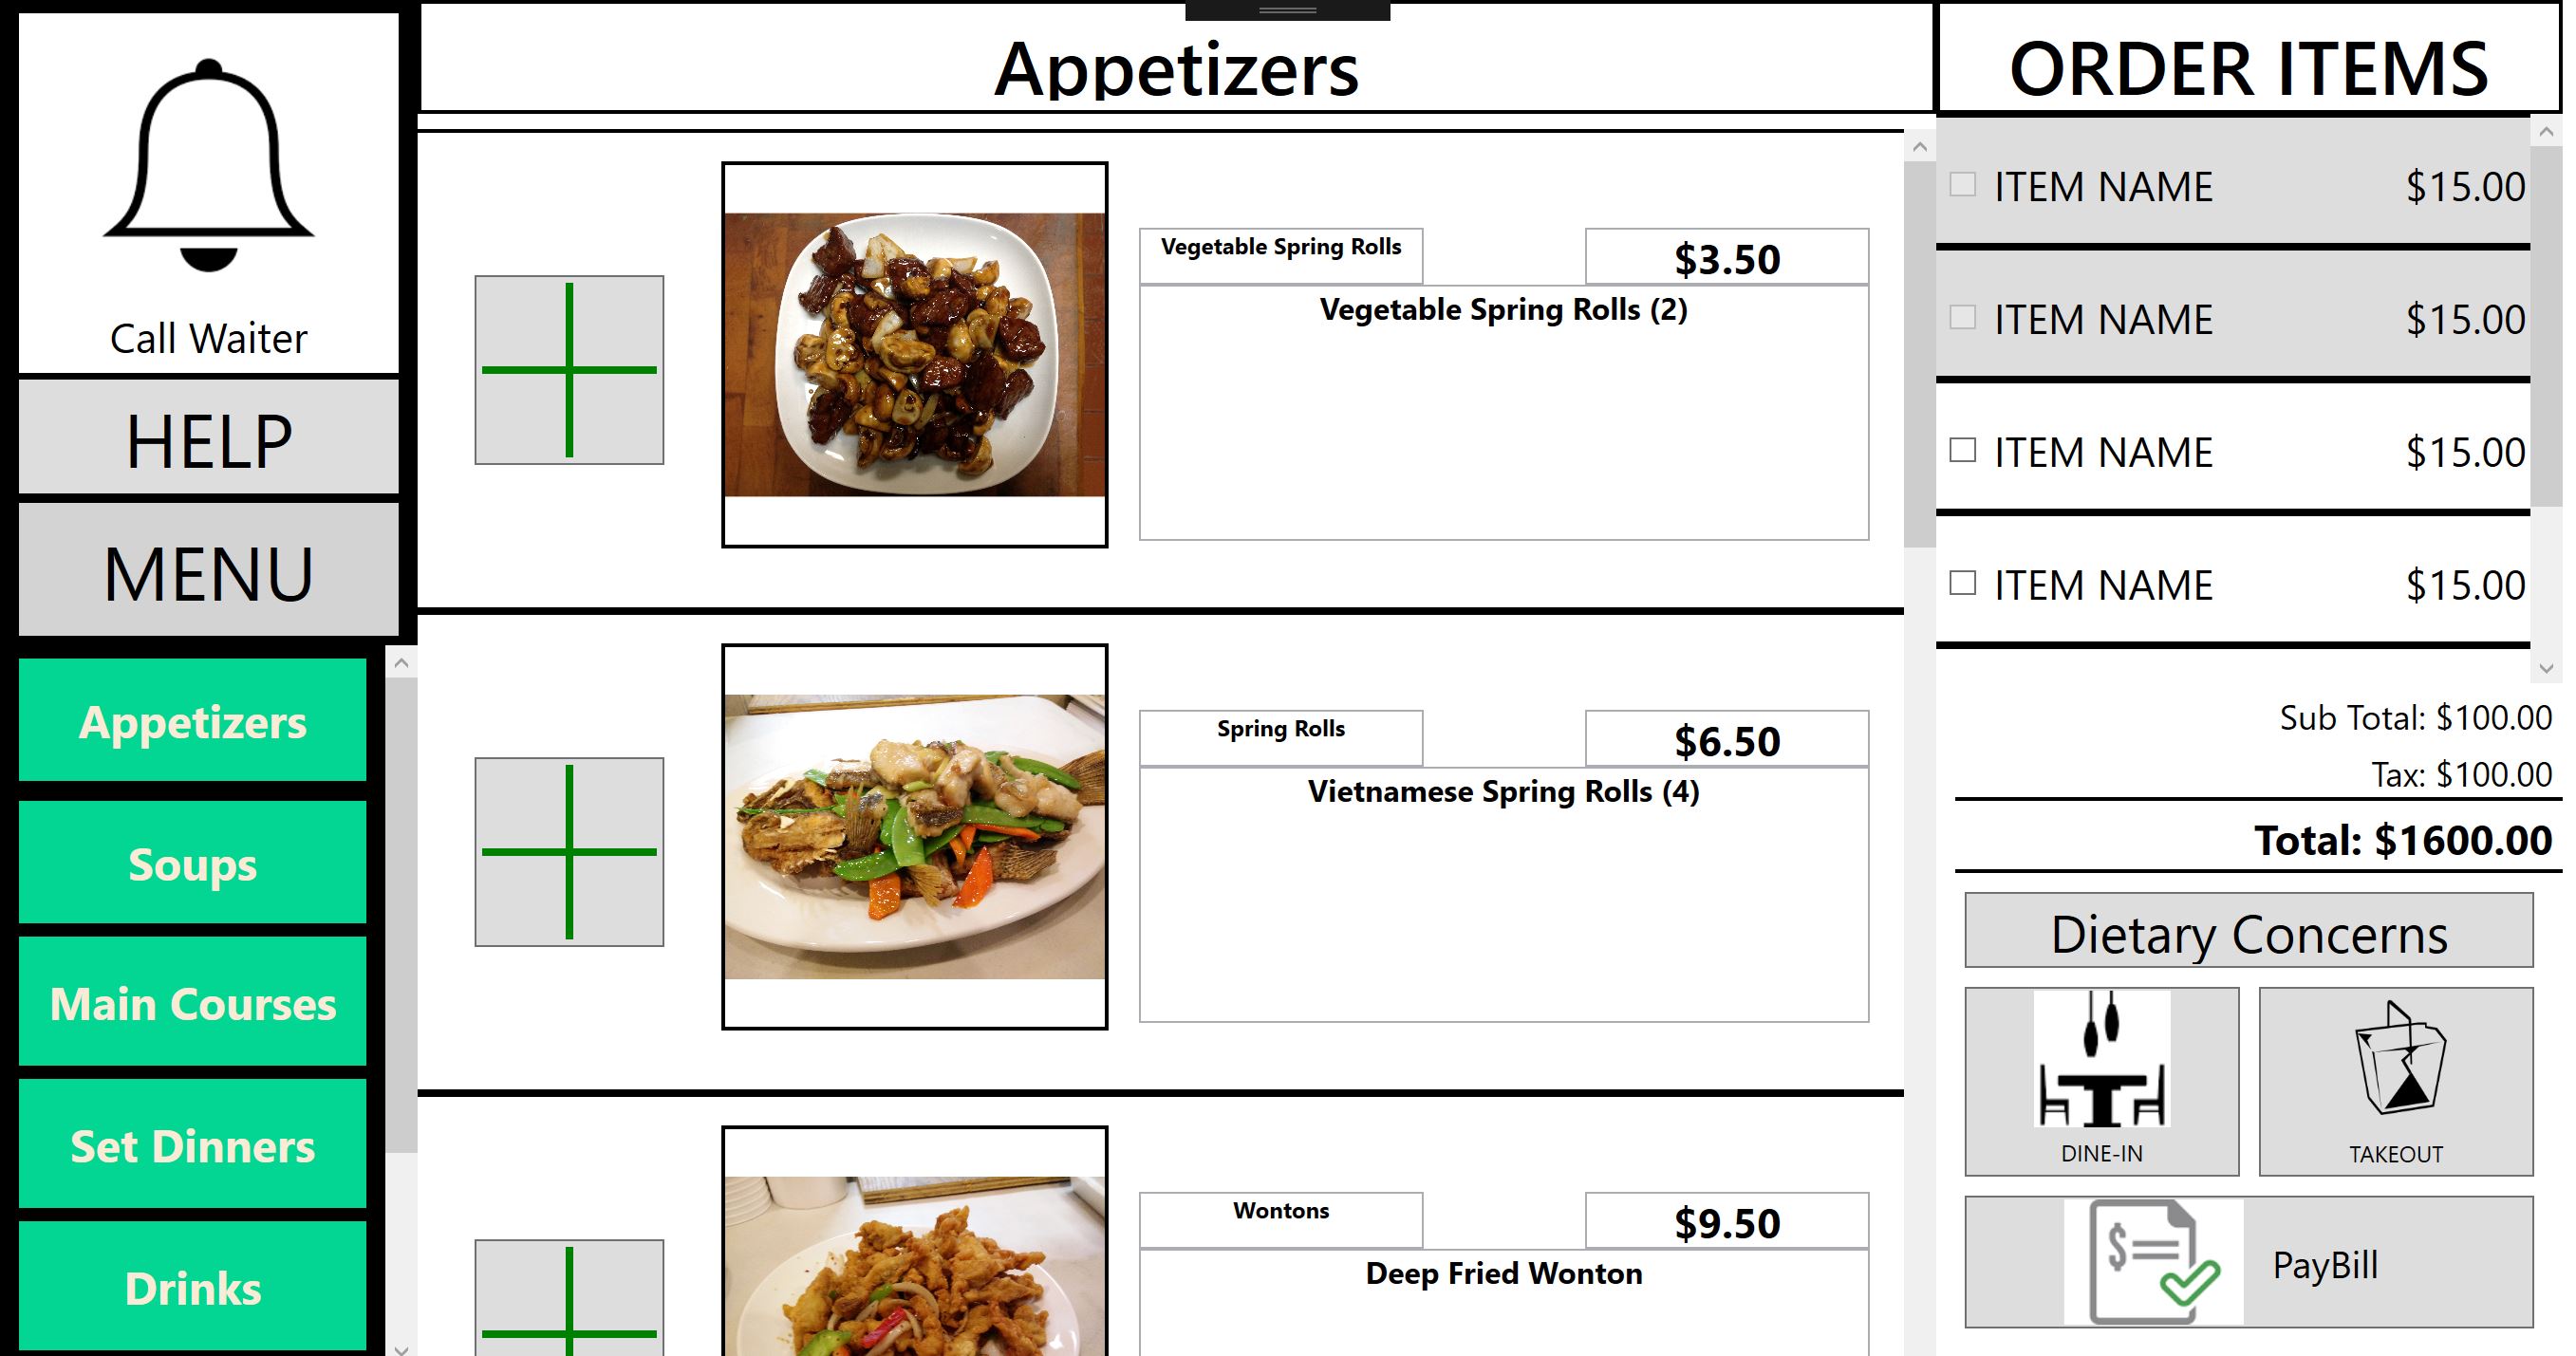 Call Waiter
HELP
MENU
Appetizers
Soups
Main Courses
Set Dinners
Drinks
Appetizers
Vegetable Spring Rolls
$3.50
Vegetable Spring Rolls (2)
Spring Rolls
$6.50
Vietnamese Spring Rolls (4)
Wontons
$9.50
Deep Fried Wonton
ORDER ITEMS
ITEM NAME $15.00
ITEM NAME $15.00
ITEM NAME $15.00
ITEM NAME $15.00
Sub Total: $100.00
Tax: $100.00
Total: $1600.00
Dietary Concerns
DINE-IN
TAKEOUT
$
PayBill